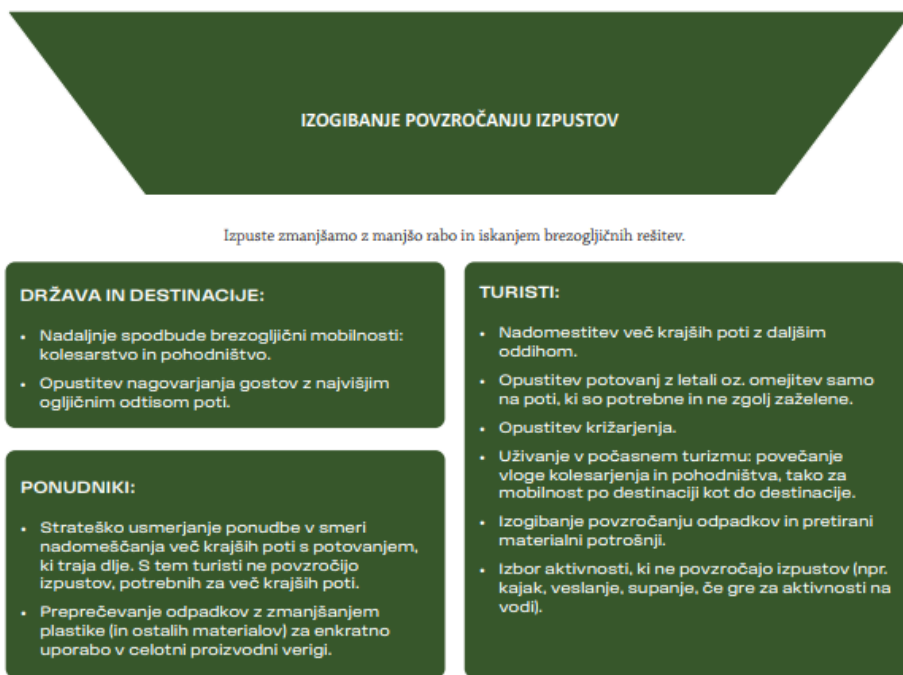 IZOGIBANJE POVZROČANJU IZPUSTOV
Izpuste zmanjšamo z manjšo rabo in iskanjem brezogljičnih rešitev.
DRŽAVA IN DESTINACIJE:
• Nadaljnje spodbude brezogljični mobilnosti:
kolesarstvo in pohodništvo.
• Opustitev nagovarjanja gostov z najvišjim
ogljičnim odtisom poti.
PONUDNIKI:
• Strateško usmerjanje ponudbe v smeri
nadomeščanja več krajših poti s potovanjem,
ki traja dlje. S tem turisti ne povzročijo
izpustov, potrebnih za več krajših poti.
• Preprečevanje odpadkov z zmanjšanjem
plastike (in ostalih materialov) za enkratno
uporabo v celotni proizvodni verigi.
TURISTI:
• Nadomestitev več krajših poti z daljšim
oddihom.
• Opustitev potovanj z letali oz. omejitev samo
na poti, ki so potrebne in ne zgolj zaželene.
• Opustitev križarjenja.
• Uživanje v počasnem turizmu: povečanje
vloge kolesarjenja in pohodništva, tako za
mobilnost po destinaciji kot do destinacije.
• Izogibanje povzročanju odpadkov in pretirani
materialni potrošnji.
• Izbor aktivnosti, ki ne povzročajo izpustov (npr.
kajak, veslanje, supanje, če gre za aktivnosti na
vodi).